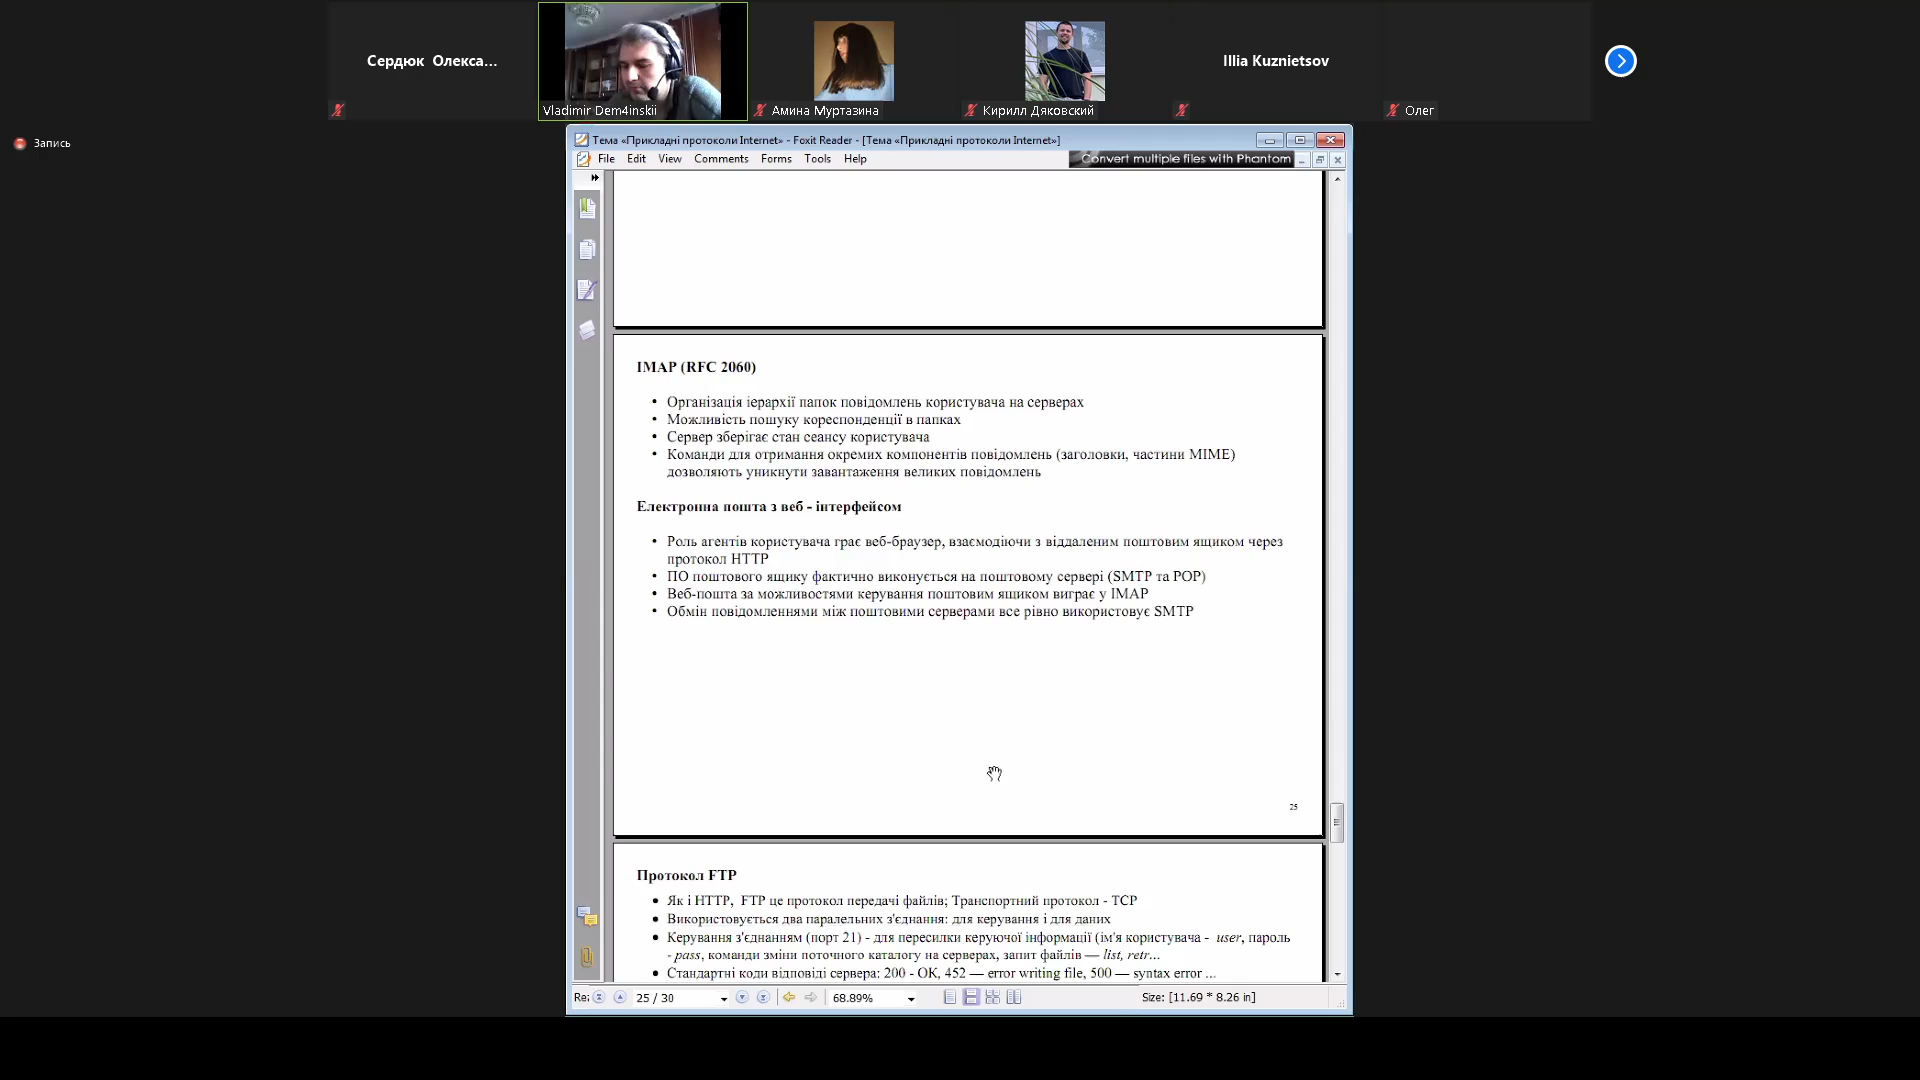 Сердюк Олекса...
Vladimir Dem4inskii
Амина Муртазина
Кирилл Дяковский
Illia Kuznietsov
Олег
Запись
Тема «Прикладні протоколи Internet» - Foxit Reader - [Тема «Прикладні протоколи Internet»]
File Edit View Comments Forms Tools Help
Convert multiple files with Phantom
IMAP (RFC 2060)
• Організація ієрархії папок повідомлень користувача на серверах
• Можливість пошуку кореспонденції в папках
• Сервер зберігає стан сеансу користувача
• Команди для отримання окремих компонентів повідомлень (заголовки, частини MIME)
дозволяють уникнути завантаження великих повідомлень
Електронна пошта з веб - інтерфейсом
• Роль агентів користувача грає веб-браузер, взаємодіючи з віддаленим поштовим ящиком через
протокол HTTP
• ПО поштового ящику фактично виконується на поштовому сервері (SMTP та POP)
• Веб-пошта за можливостями керування поштовим ящиком виграє у IMAP
• Обмін повідомленнями між поштовими серверами все рівно використовує SMTP
25
Протокол FTP
• Як і HTTP, FTP це протокол передачі файлів; Транспортний протокол - TCP
• Використовується два паралельних з'єднання: для керування і для даних
• Керування з'єднанням (порт 21) - для пересилки керуючої інформації (ім'я користувача - user, пароль
- pass, команди зміни поточного каталогу на серверах, запит файлів — list, retr...
• Стандартні коди відповіді сервера: 200 - OK, 452 — error writing file, 500 — syntax error ...
Re: 25 / 30 68.89% Size: [11.69 * 8.26 in]